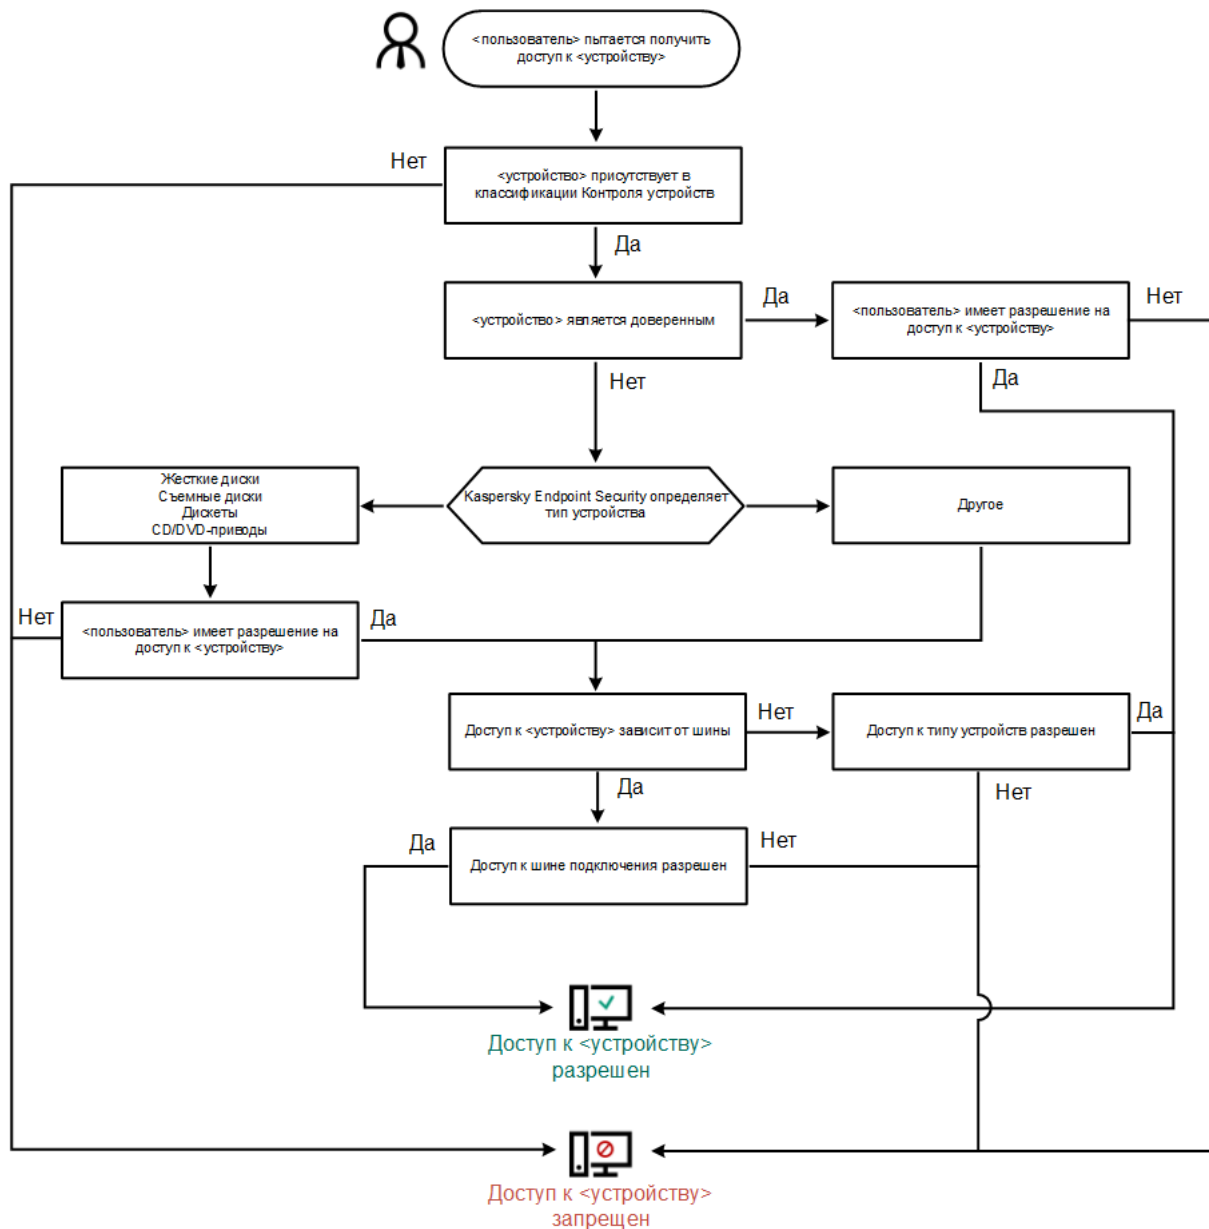 <пользователь> пытается получить
доступ к <устройству>
Нет
<устройство> присутствует в
классификации Контроля устройств
Да
<устройство> является доверенным
Да
<пользователь> имеет разрешение на
доступ к <устройству>
Нет
Нет
Да
Жесткие диски
Съемные диски
Дискеты
CD/DVD-приводы
Kaspersky Endpoint Security определяет
тип устройства
Другое
Нет
<пользователь> имеет разрешение на
доступ к <устройству>
Да
Доступ к <устройству> зависит от шины
Нет
Доступ к типу устройств разрешен
Да
Да
Нет
Да
Доступ к шине подключения разрешен
Нет
Доступ к <устройству>
разрешен
Доступ к <устройству>
запрещен